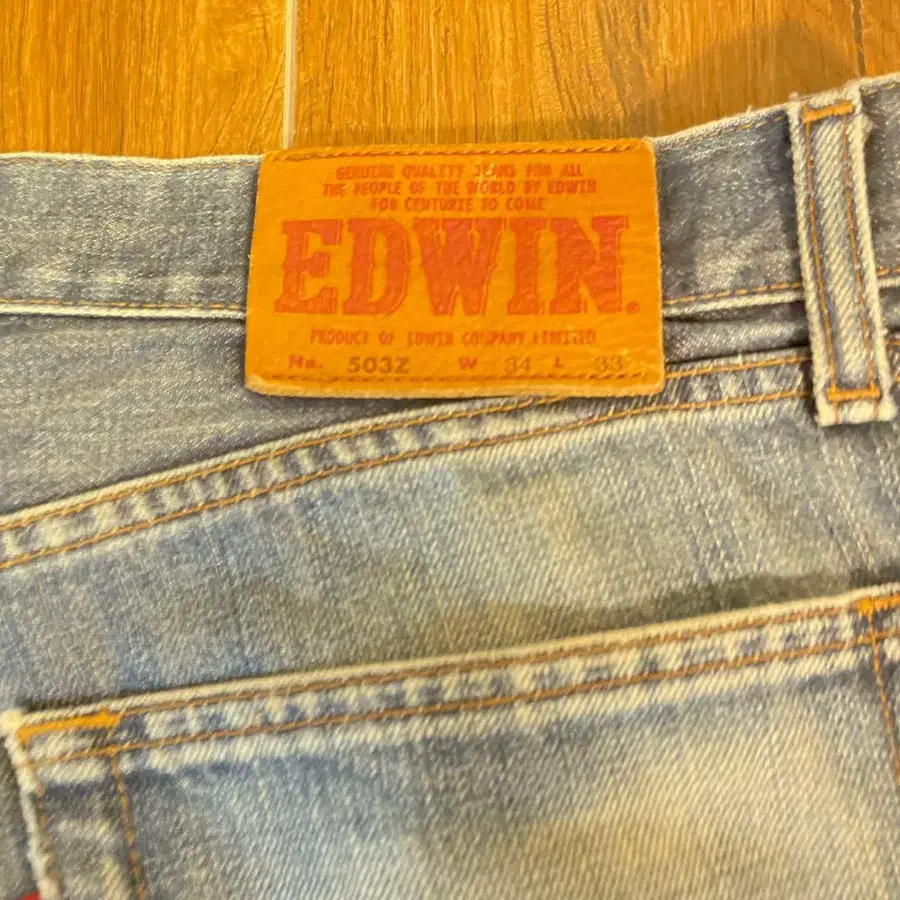 GENUINE QUALITY JEANS FOR ALL
THE PEOPLE OF THE WORLD BY EDWIN
FOR CENTURIE TO COME
EDWIN®
PRODUCT OF EDWIN COMPANY LIMITED
No. 503Z W 34 L 33